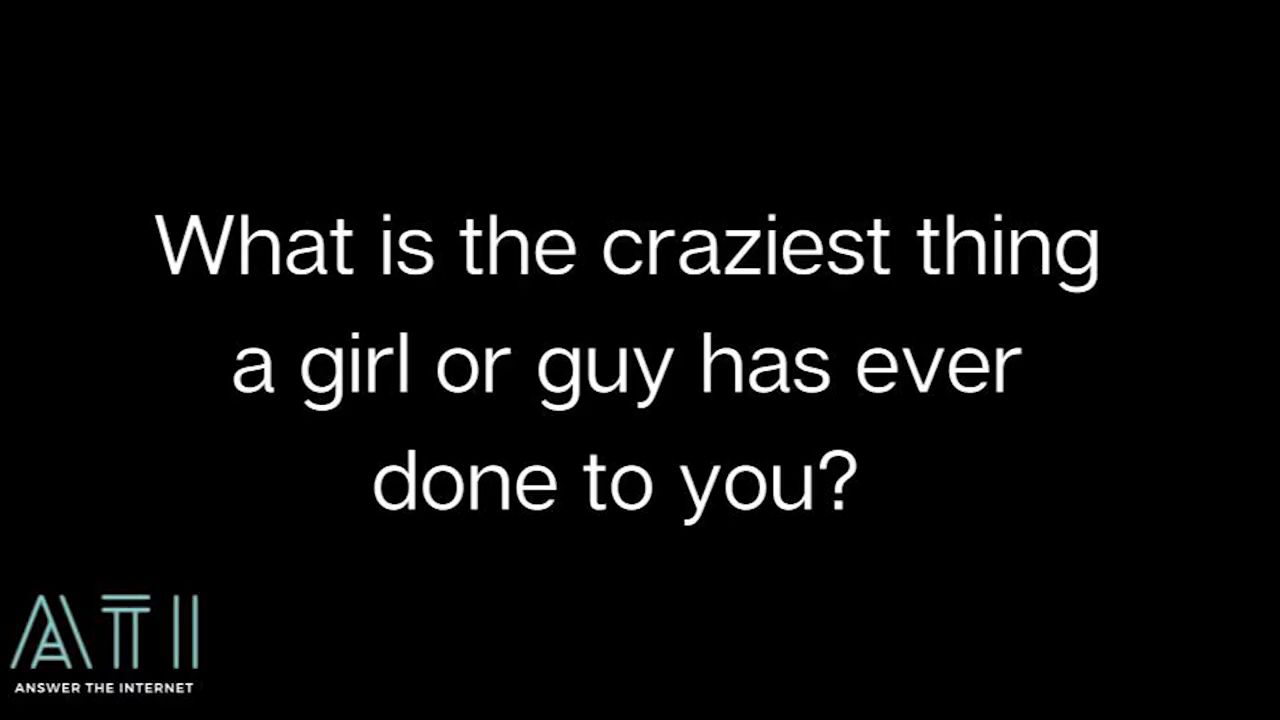 What is the craziest thing
a girl or guy has ever
done to you?
ATI
ANSWER THE INTERNET